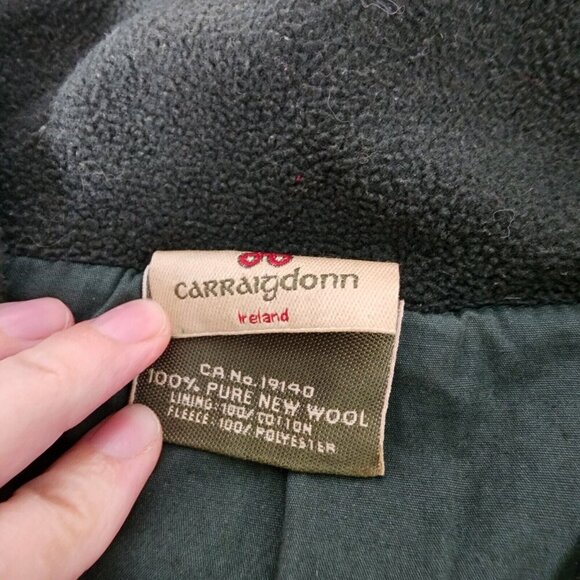 CARRAIGDONN
Ireland
CA No. 19140
100% PURE NEW WOOL
LINING: 100% COTTON
FLEECE: 100% POLYESTER